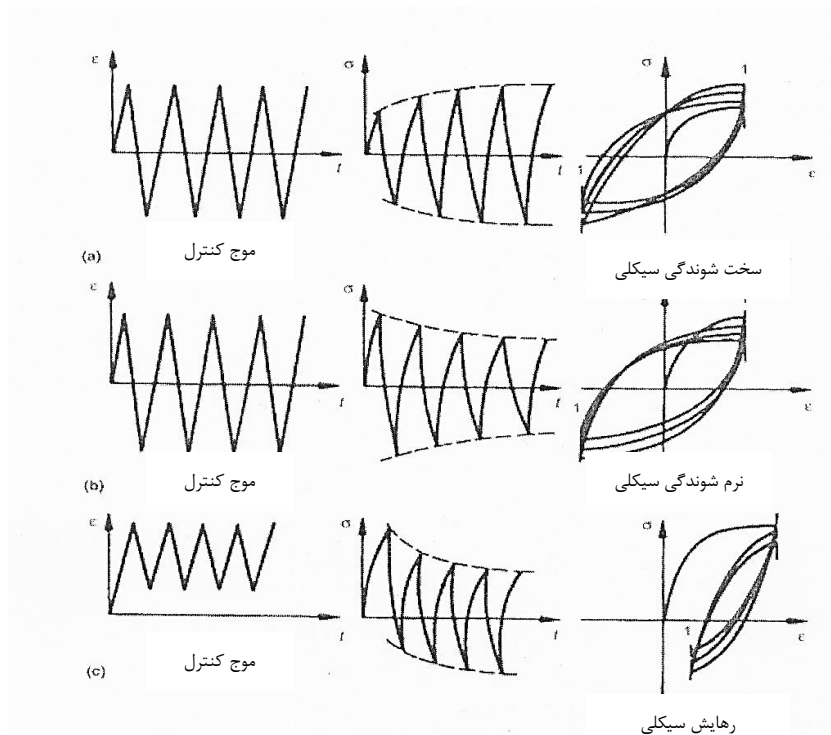 ε
t
σ
t
σ
1
1
ε
(a)
موج کنترل
سخت شوندگی سیکلی
ε
t
σ
t
1
ε
(b)
موج کنترل
نرم شوندگی سیکلی
ε
t
σ
t
σ
1
ε
(c)
موج کنترل
رهایش سیکلی